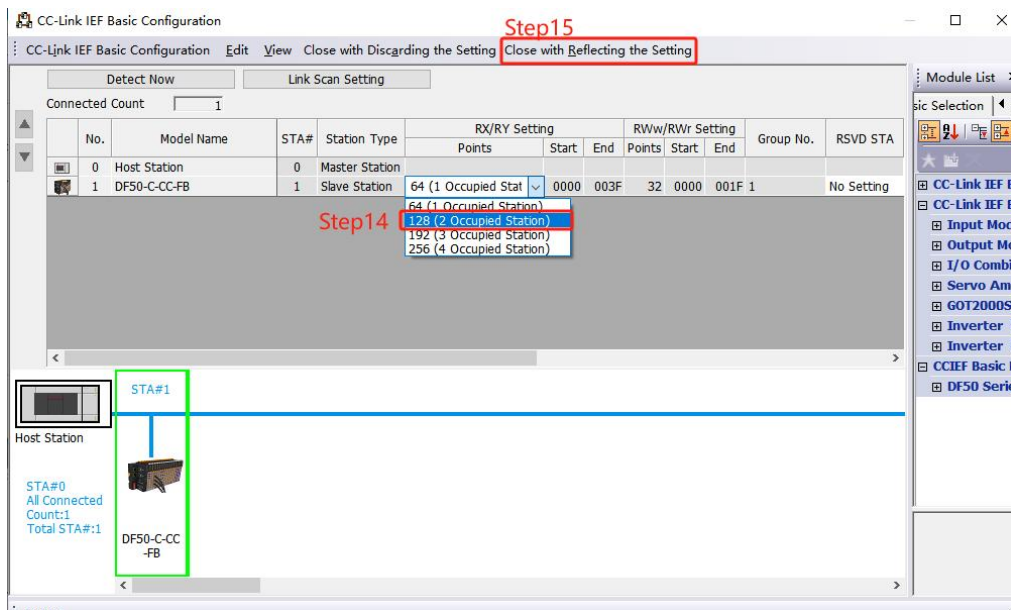 CC-Link IEF Basic Configuration
Step15
CC-Link IEF Basic Configuration Edit View Close with Discarding the Setting Close with Reflecting the Setting
Detect Now Link Scan Setting
Module List
Connected Count 1
sic Selection
No. Model Name STA# Station Type RX/RY Setting RWw/RWr Setting Group No. RSVD STA
Points Start End Points Start End
0 Host Station 0 Master Station
1 DF50-C-CC-FB 1 Slave Station 64 (1 Occupied Stat 0000 003F 32 0000 001F 1 No Setting
64 (1 Occupied Station)
Step14 128 (2 Occupied Station)
192 (3 Occupied Station)
256 (4 Occupied Station)
CC-Link IEF B
CC-Link IEF B
Input Moc
Output Mo
I/O Combi
Servo Am
GOT2000S
Inverter
Inverter
CCIEF Basic
DF50 Serie
STA#1
Host Station
STA#0
All Connected
Count:1
Total STA#:1
DF50-C-CC
-FB